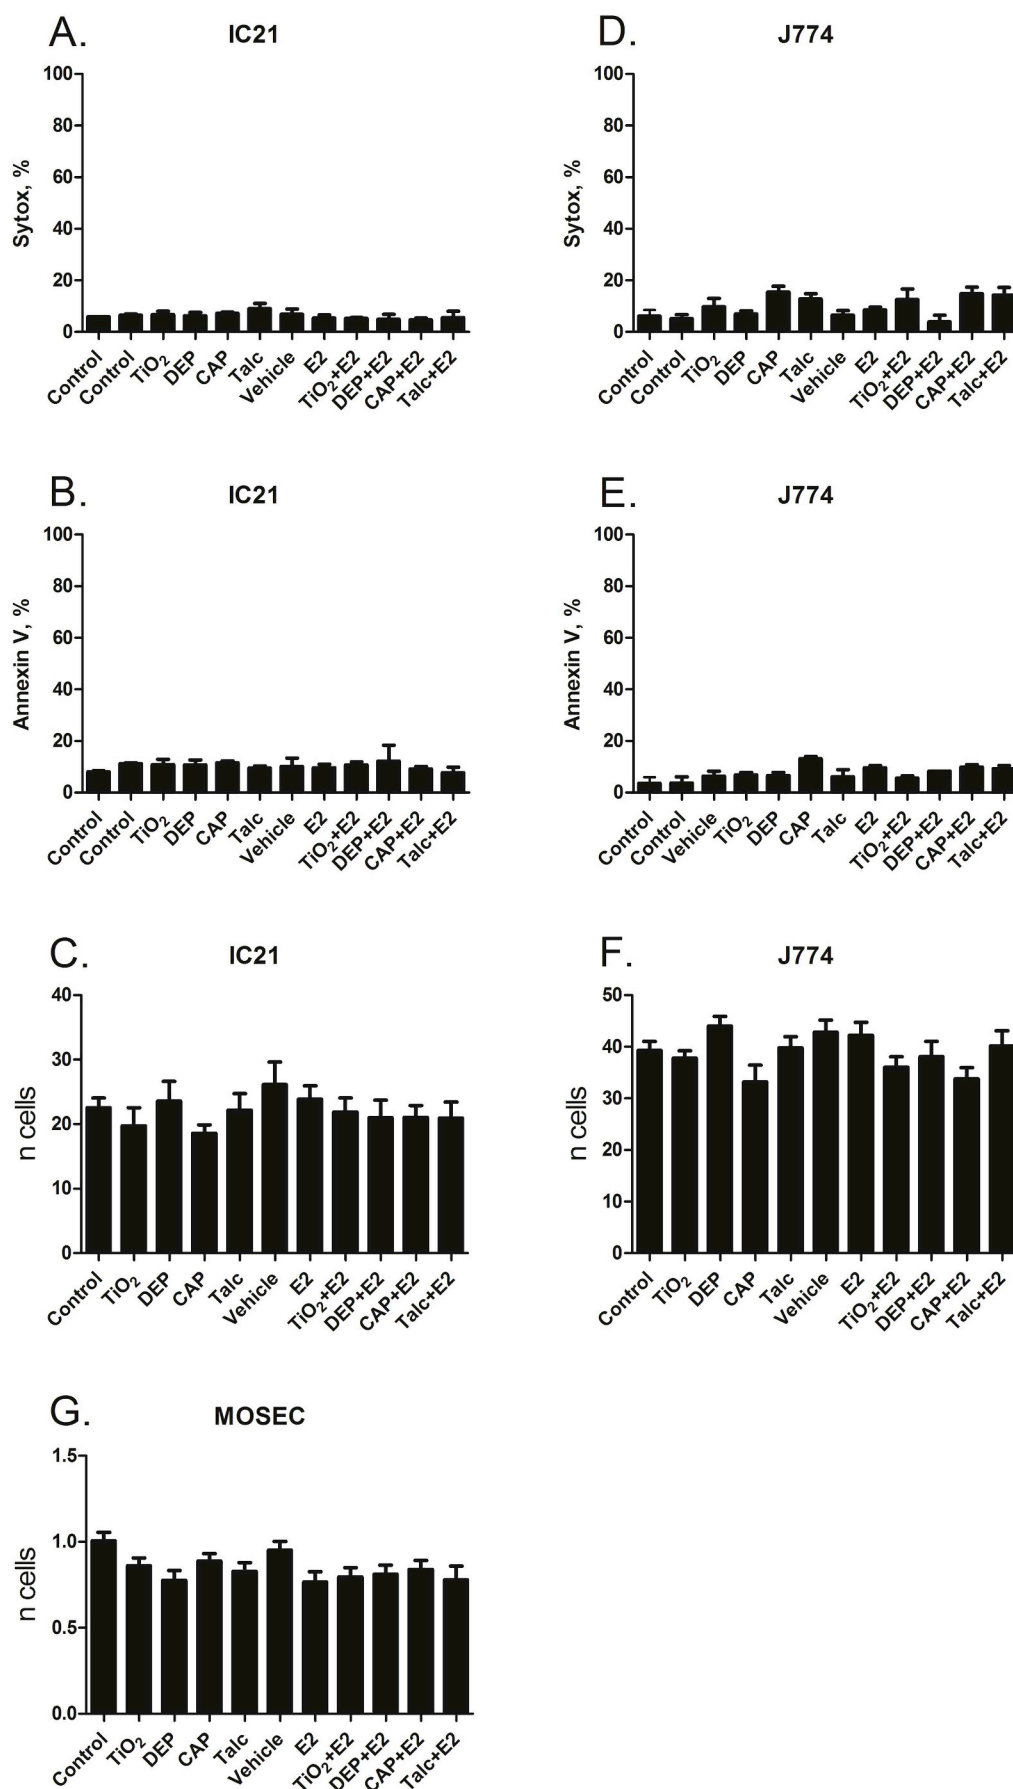 A. IC21
100
80
60
40
20
0
Sytox, %
Control Control TiO₂ DEP CAP Talc Vehicle E2 TiO₂+E2 DEP+E2 CAP+E2 Talc+E2
D. J774
100
80
60
40
20
0
Sytox, %
Control Control TiO₂ DEP CAP Talc Vehicle E2 TiO₂+E2 DEP+E2 CAP+E2 Talc+E2
B. IC21
100
80
60
40
20
0
Annexin V, %
Control Control TiO₂ DEP CAP Talc Vehicle E2 TiO₂+E2 DEP+E2 CAP+E2 Talc+E2
E. J774
100
80
60
40
20
0
Annexin V, %
Control Control Vehicle TiO₂ DEP CAP Talc E2 TiO₂+E2 DEP+E2 CAP+E2 Talc+E2
C. IC21
40
30
20
10
0
n cells
Control TiO₂ DEP CAP Talc Vehicle E2 TiO₂+E2 DEP+E2 CAP+E2 Talc+E2
F. J774
50
40
30
20
10
0
n cells
Control TiO₂ DEP CAP Talc Vehicle E2 TiO₂+E2 DEP+E2 CAP+E2 Talc+E2
G. MOSEC
1.5
1.0
0.5
0.0
n cells
Control TiO₂ DEP CAP Talc Vehicle E2 TiO₂+E2 DEP+E2 CAP+E2 Talc+E2